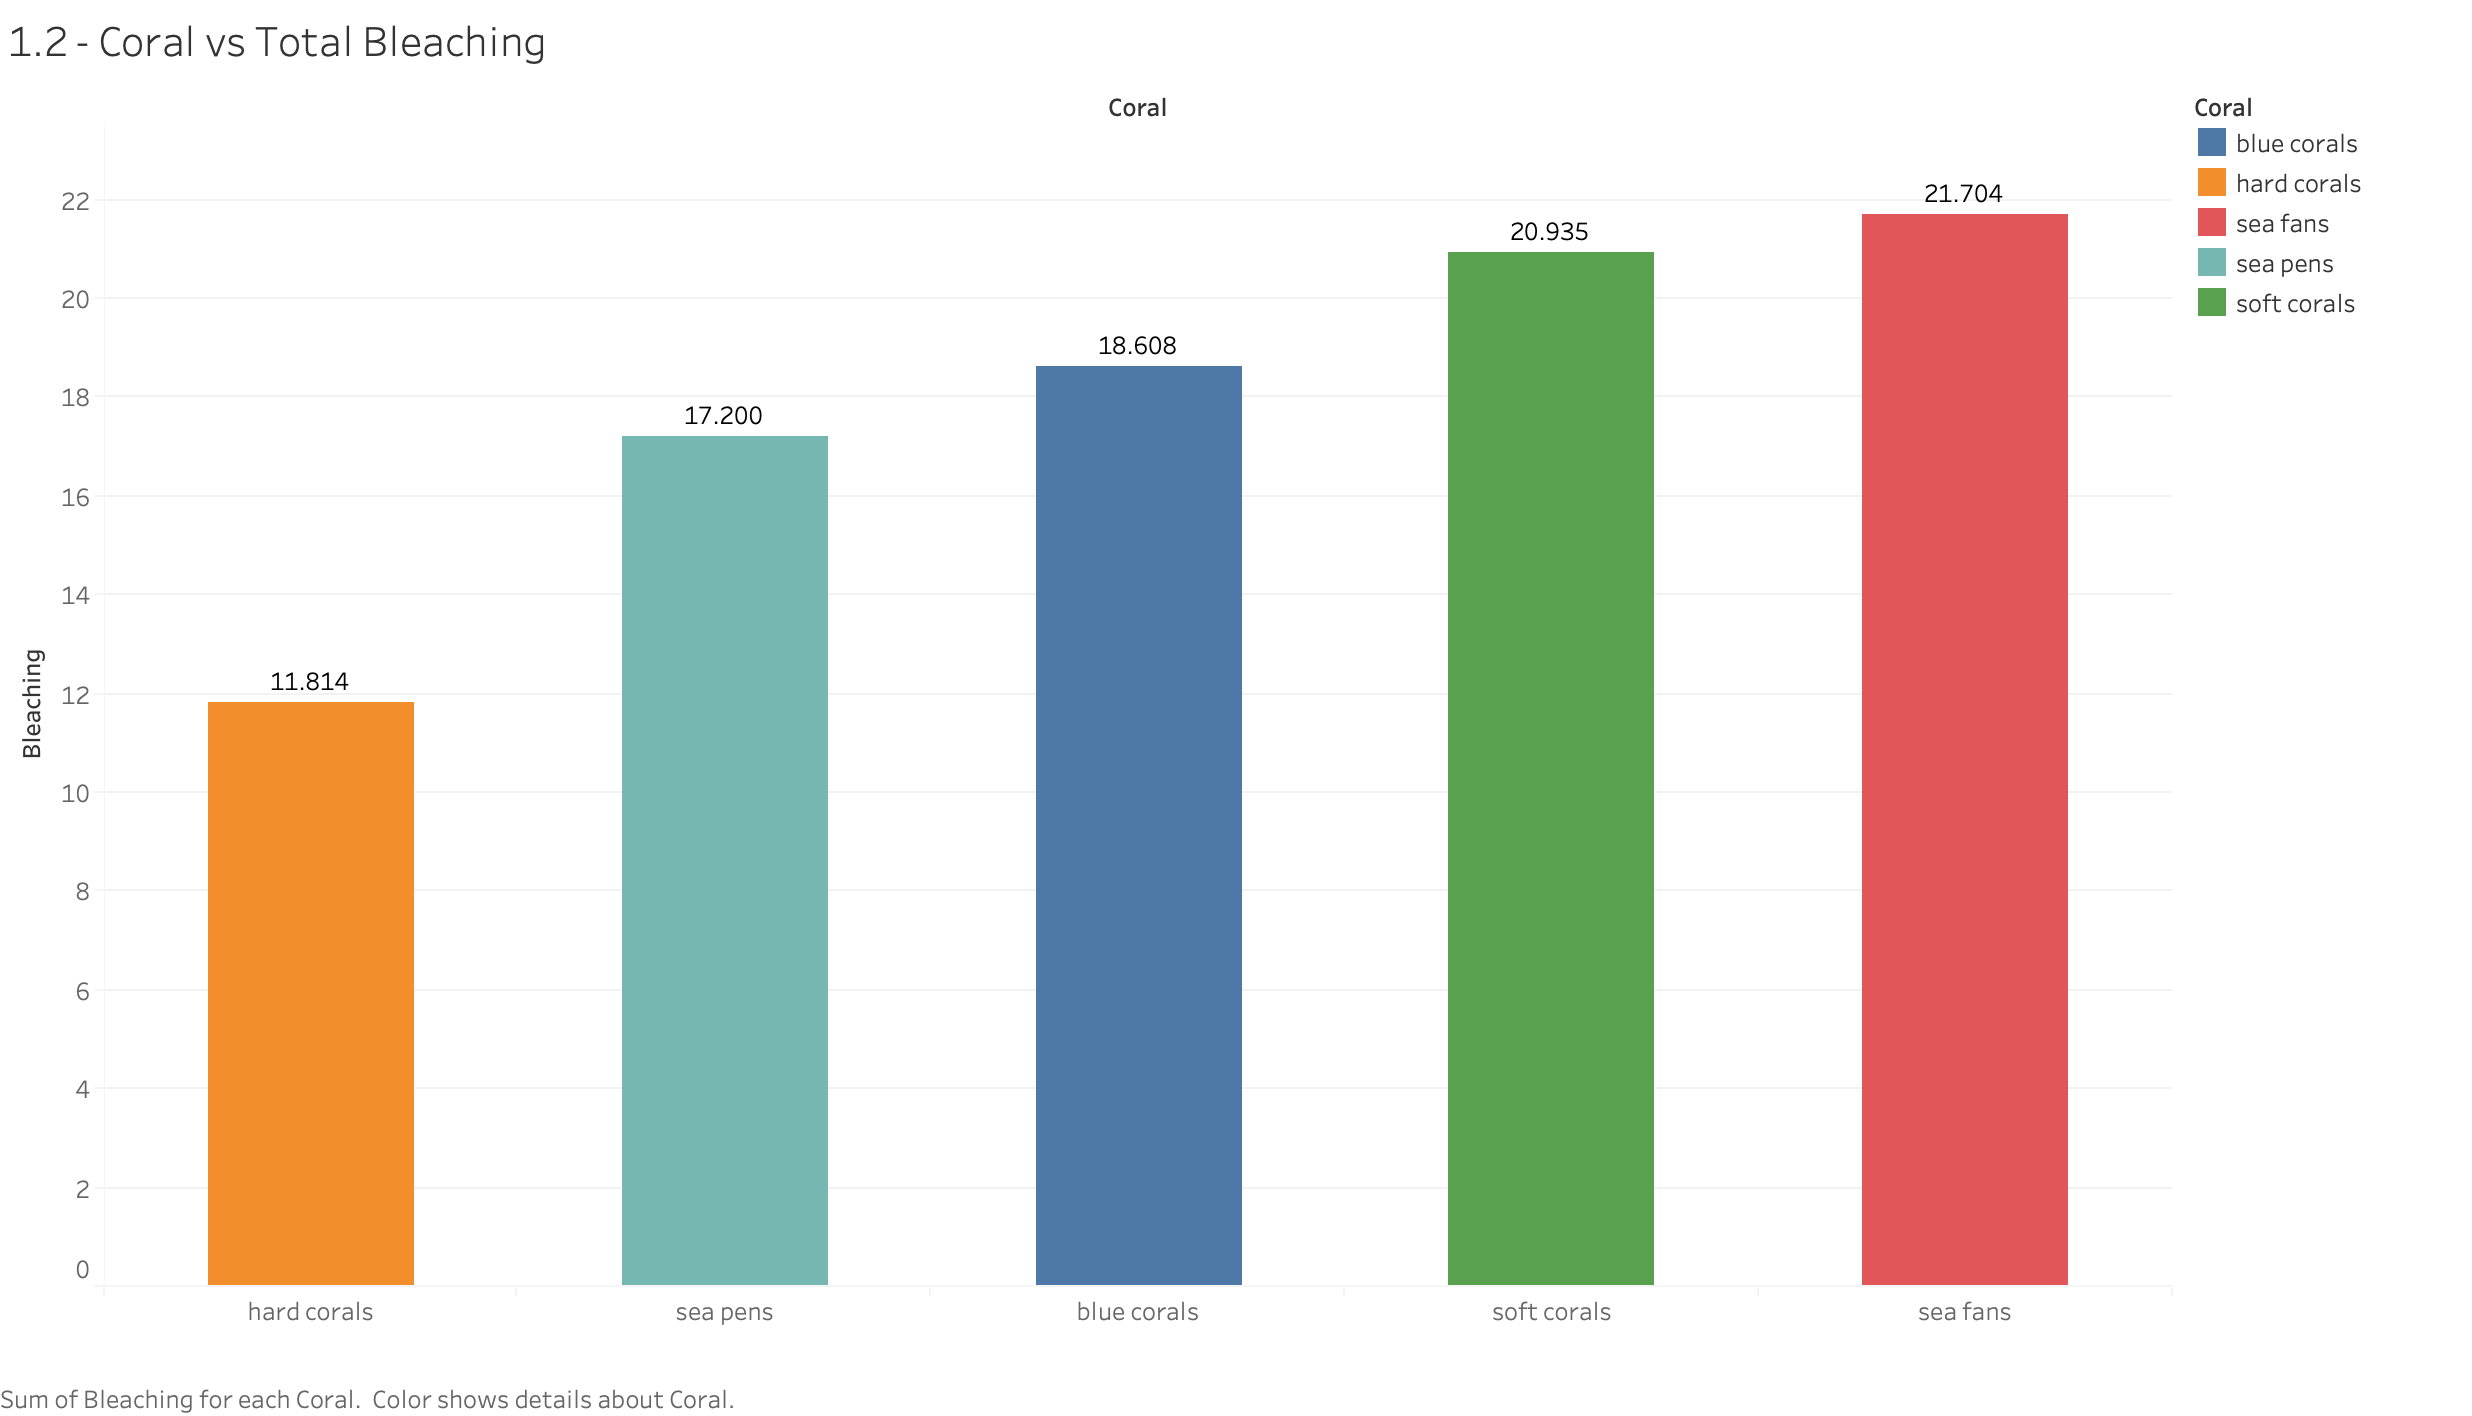 1.2 - Coral vs Total Bleaching
Coral
Coral
blue corals
hard corals
sea fans
sea pens
soft corals
Bleaching
22
20
18
16
14
12
10
8
6
4
2
0
11.814
17.200
18.608
20.935
21.704
hard corals
sea pens
blue corals
soft corals
sea fans
Sum of Bleaching for each Coral.  Color shows details about Coral.